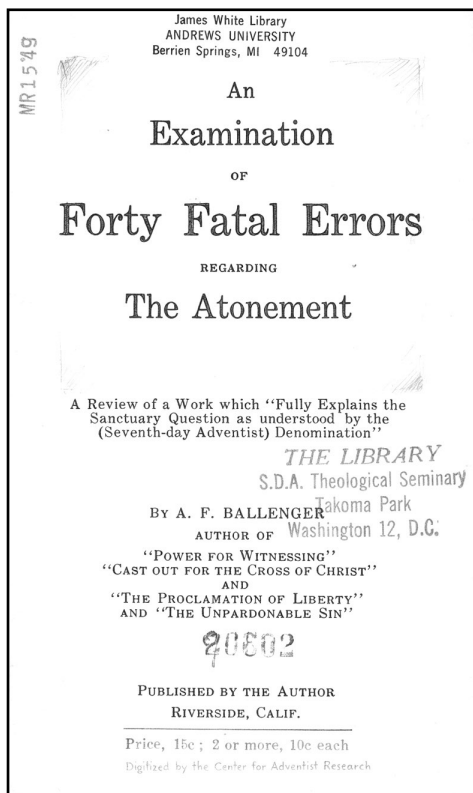 James White Library
ANDREWS UNIVERSITY
Berrien Springs, MI 49104
MR1549
An
Examination
OF
Forty Fatal Errors
REGARDING
The Atonement
A Review of a Work which “Fully Explains the
Sanctuary Question as understood by the
(Seventh-day Adventist) Denomination”
THE LIBRARY
S.D.A. Theological Seminary
Takoma Park
Washington 12, D.C.
BY A. F. BALLENGER
AUTHOR OF
“POWER FOR WITNESSING”
“CAST OUT FOR THE CROSS OF CHRIST”
AND
“THE PROCLAMATION OF LIBERTY”
AND “THE UNPARDONABLE SIN”
PUBLISHED BY THE AUTHOR
RIVERSIDE, CALIF.
Price, 15c ; 2 or more, 10c each
Digitized by the Center for Adventist Research